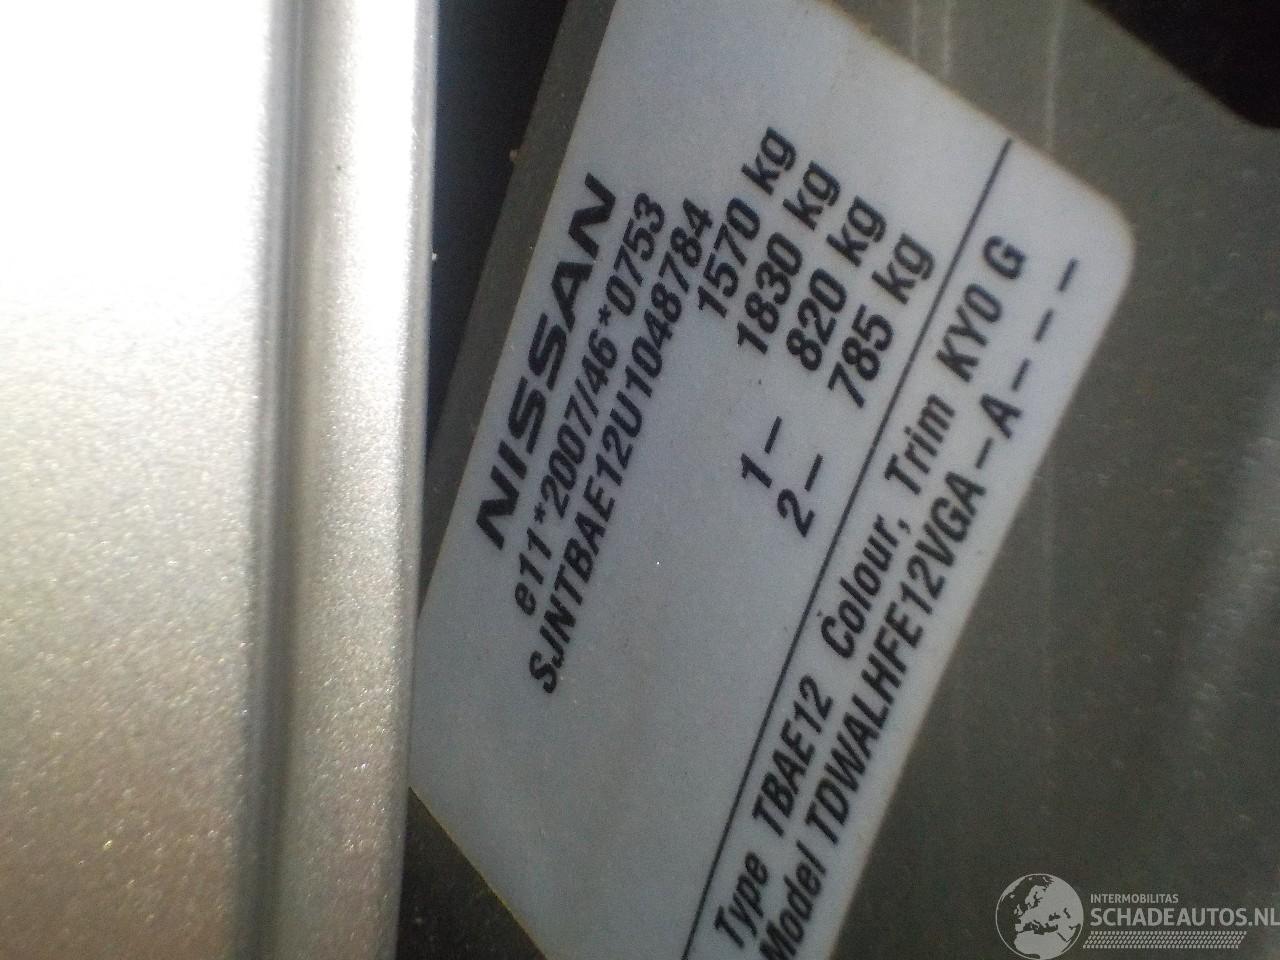 NISSAN
e11*2007/46*0753
SJNTBAE12U1048784
1570 kg
1830 kg
1– 820 kg
2– 785 kg
Type TBAE12 Colour, Trim KY0 G
Model TDWALHFE12VGA–A– – – –
INTERMOBILITAS
SCHADEAUTOS.NL